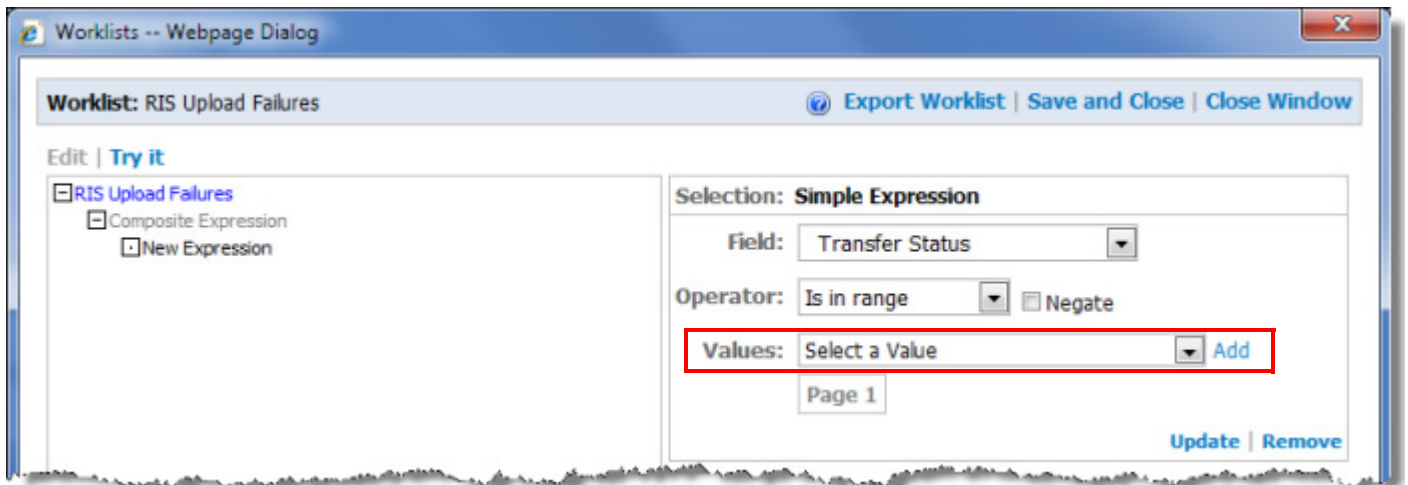 Worklists -- Webpage Dialog
Worklist: RIS Upload Failures
Export Worklist | Save and Close | Close Window
Edit | Try it
RIS Upload Failures
Composite Expression
New Expression
Selection: Simple Expression
Field: Transfer Status
Operator: Is in range Negate
Values: Select a Value Add
Page 1
Update | Remove